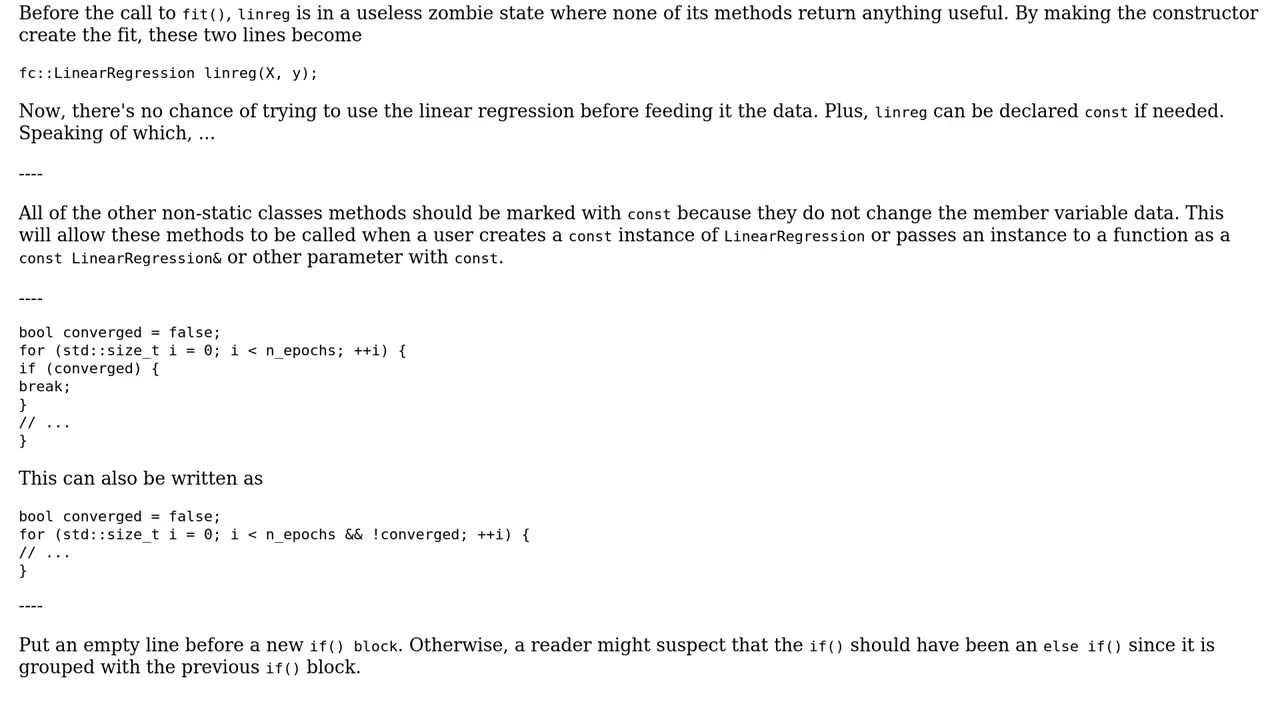 Before the call to fit(), linreg is in a useless zombie state where none of its methods return anything useful. By making the constructor
create the fit, these two lines become
fc::LinearRegression linreg(X, y);
Now, there's no chance of trying to use the linear regression before feeding it the data. Plus, linreg can be declared const if needed.
Speaking of which, ...
----
All of the other non-static classes methods should be marked with const because they do not change the member variable data. This
will allow these methods to be called when a user creates a const instance of LinearRegression or passes an instance to a function as a
const LinearRegression& or other parameter with const.
----
bool converged = false;
for (std::size_t i = 0; i < n_epochs; ++i) {
if (converged) {
break;
}
// ...
}
This can also be written as
bool converged = false;
for (std::size_t i = 0; i < n_epochs && !converged; ++i) {
// ...
}
----
Put an empty line before a new if() block. Otherwise, a reader might suspect that the if() should have been an else if() since it is
grouped with the previous if() block.